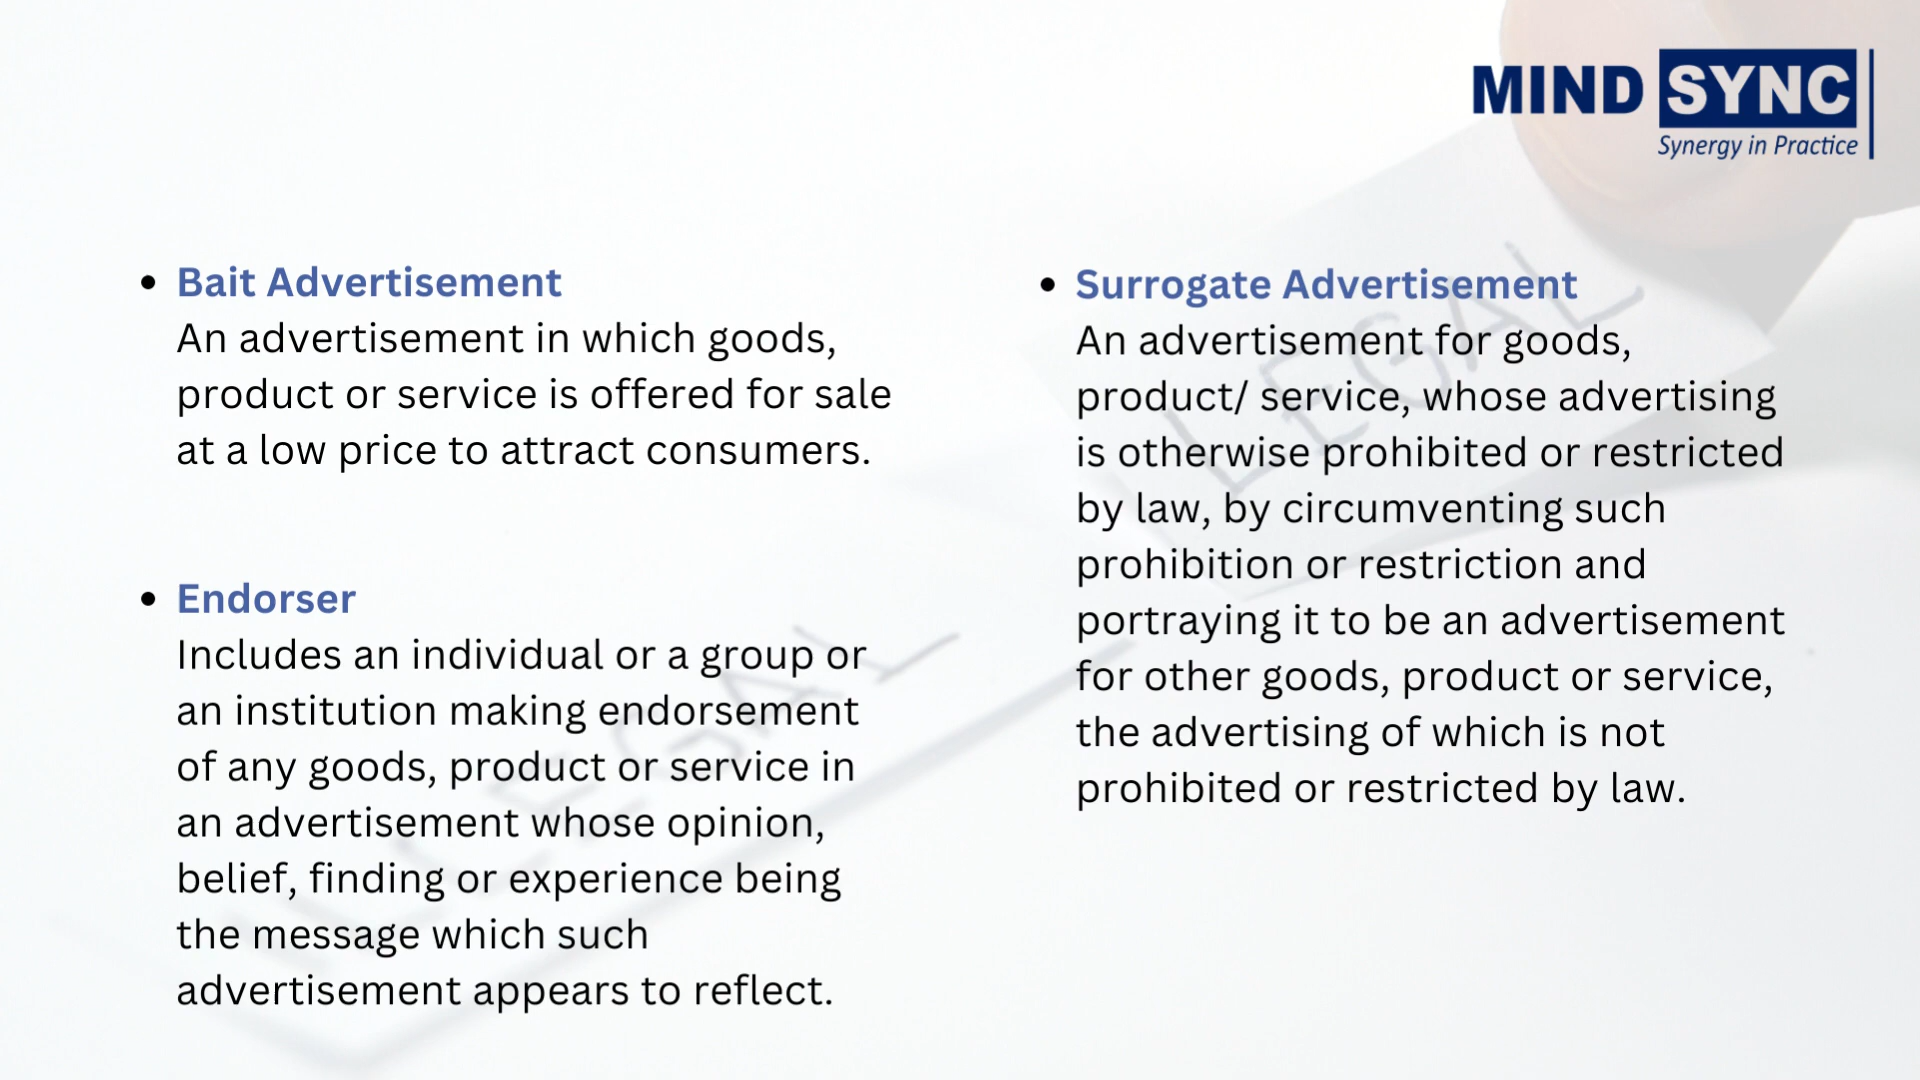 MIND SYNC
Synergy in Practice
Bait Advertisement
An advertisement in which goods,
product or service is offered for sale
at a low price to attract consumers.
Endorser
Includes an individual or a group or
an institution making endorsement
of any goods, product or service in
an advertisement whose opinion,
belief, finding or experience being
the message which such
advertisement appears to reflect.
Surrogate Advertisement
An advertisement for goods,
product/ service, whose advertising
is otherwise prohibited or restricted
by law, by circumventing such
prohibition or restriction and
portraying it to be an advertisement
for other goods, product or service,
the advertising of which is not
prohibited or restricted by law.
LEGAL
ILLEGAL